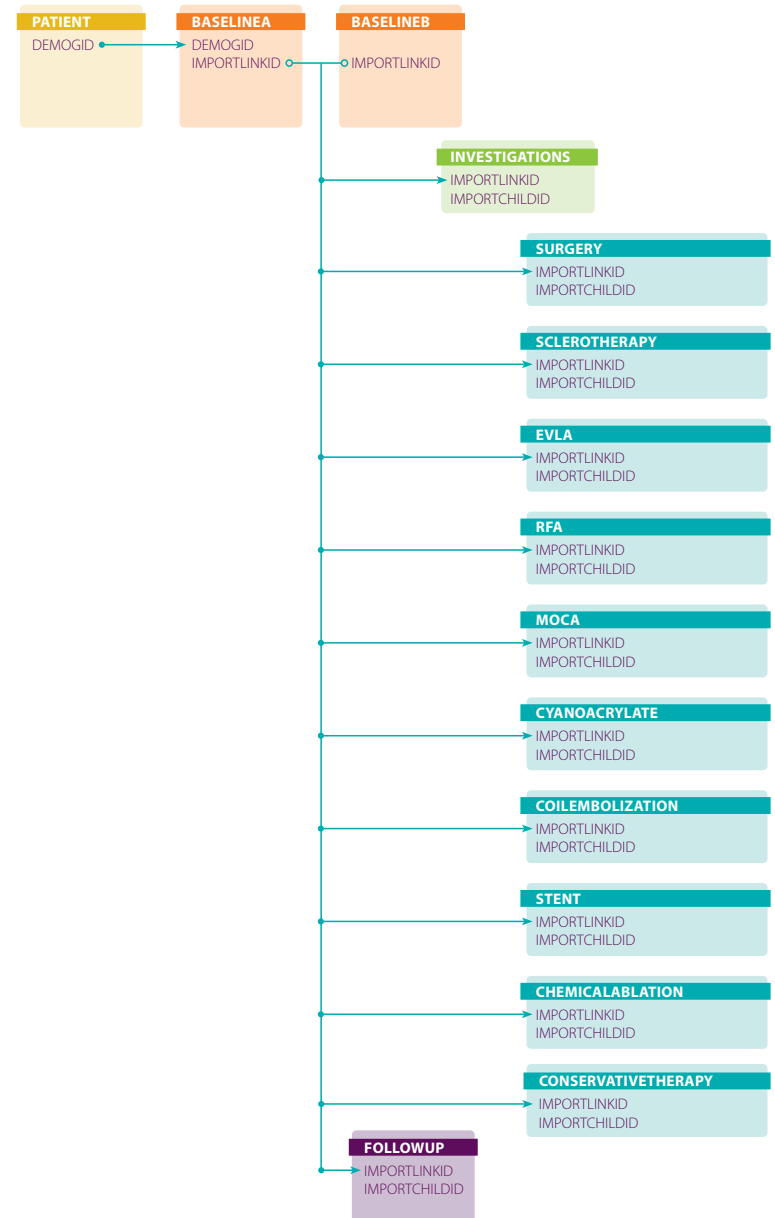 PATIENT
DEMOGID
BASELINEA
DEMOGID
IMPORTLINKID
BASELINEB
IMPORTLINKID
INVESTIGATIONS
IMPORTLINKID
IMPORTCHILDID
SURGERY
IMPORTLINKID
IMPORTCHILDID
SCLEROTHERAPY
IMPORTLINKID
IMPORTCHILDID
EVLA
IMPORTLINKID
IMPORTCHILDID
RFA
IMPORTLINKID
IMPORTCHILDID
MOCA
IMPORTLINKID
IMPORTCHILDID
CYANOACRYLATE
IMPORTLINKID
IMPORTCHILDID
COILEMBOLIZATION
IMPORTLINKID
IMPORTCHILDID
STENT
IMPORTLINKID
IMPORTCHILDID
CHEMICALABLATION
IMPORTLINKID
IMPORTCHILDID
CONSERVATIVETHERAPY
IMPORTLINKID
IMPORTCHILDID
FOLLOWUP
IMPORTLINKID
IMPORTCHILDID